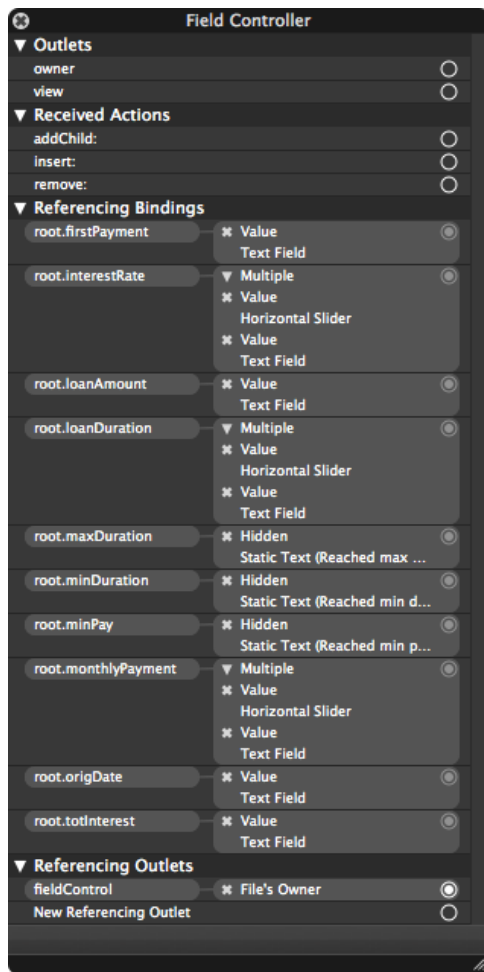 Field Controller
Outlets
owner
view
Received Actions
addChild:
insert:
remove:
Referencing Bindings
root.firstPayment Value
Text Field
root.interestRate Multiple
Value
Horizontal Slider
Value
Text Field
root.loanAmount Value
Text Field
root.loanDuration Multiple
Value
Horizontal Slider
Value
Text Field
root.maxDuration Hidden
Static Text (Reached max ...
root.minDuration Hidden
Static Text (Reached min d...
root.minPay Hidden
Static Text (Reached min p...
root.monthlyPayment Multiple
Value
Horizontal Slider
Value
Text Field
root.origDate Value
Text Field
root.totInterest Value
Text Field
Referencing Outlets
fieldControl File's Owner
New Referencing Outlet